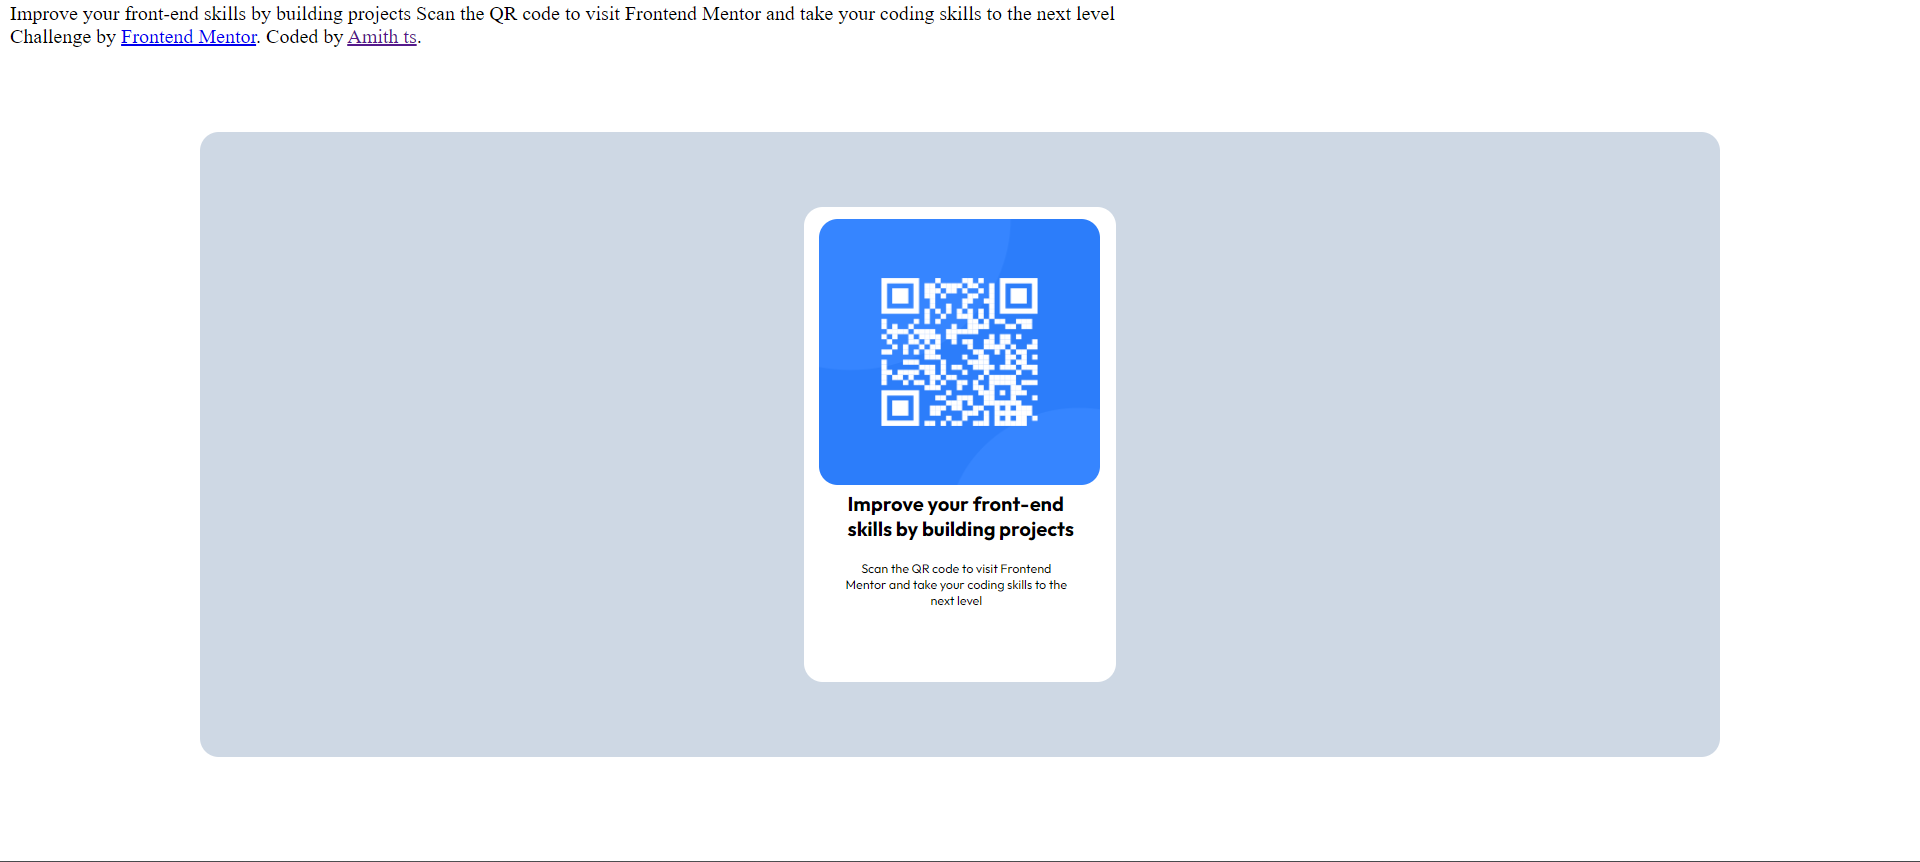 Improve your front-end skills by building projects Scan the QR code to visit Frontend Mentor and take your coding skills to the next level
Challenge by Frontend Mentor. Coded by Amith ts.
Improve your front-end
skills by building projects
Scan the QR code to visit Frontend
Mentor and take your coding skills to the
next level